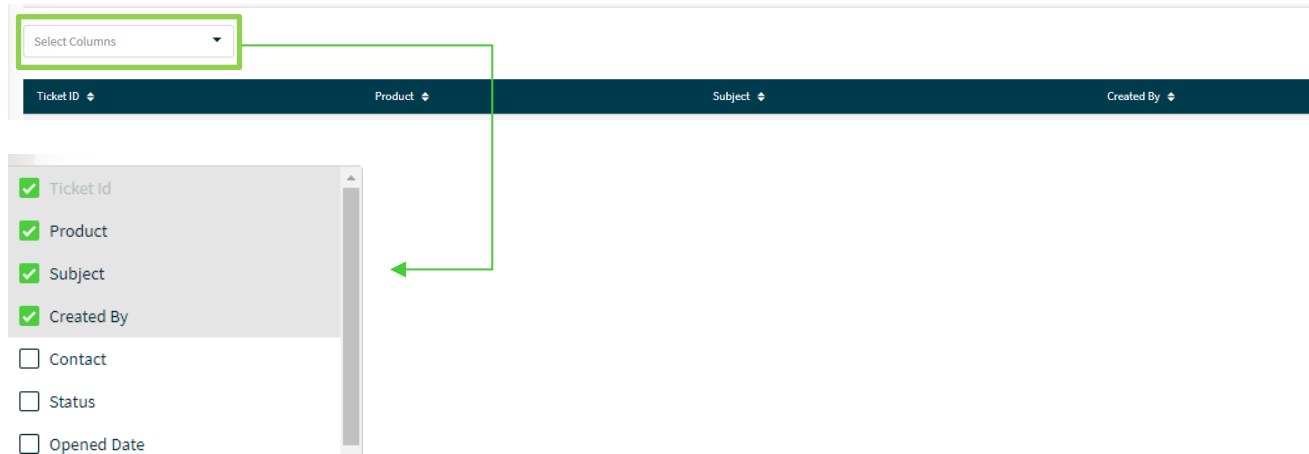 Select Columns
Ticket ID Product Subject Created By
Ticket Id
Product
Subject
Created By
Contact
Status
Opened Date